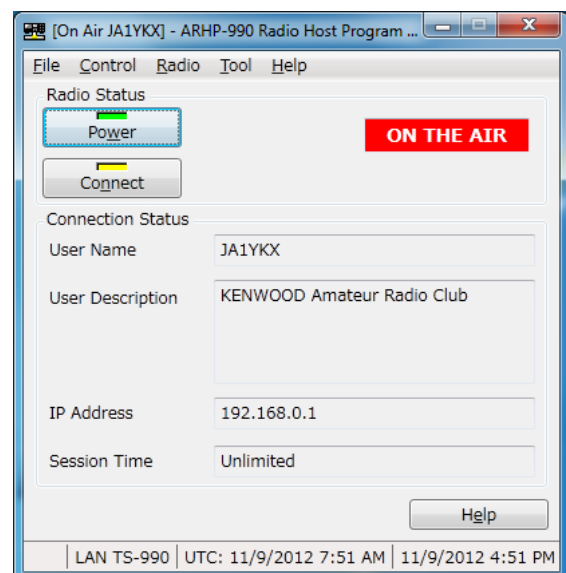 [On Air JA1YKX] - ARHP-990 Radio Host Program ...
File Control Radio Tool Help
Radio Status
Power
ON THE AIR
Connect
Connection Status
User Name JA1YKX
User Description KENWOOD Amateur Radio Club
IP Address 192.168.0.1
Session Time Unlimited
Help
LAN TS-990 UTC: 11/9/2012 7:51 AM 11/9/2012 4:51 PM